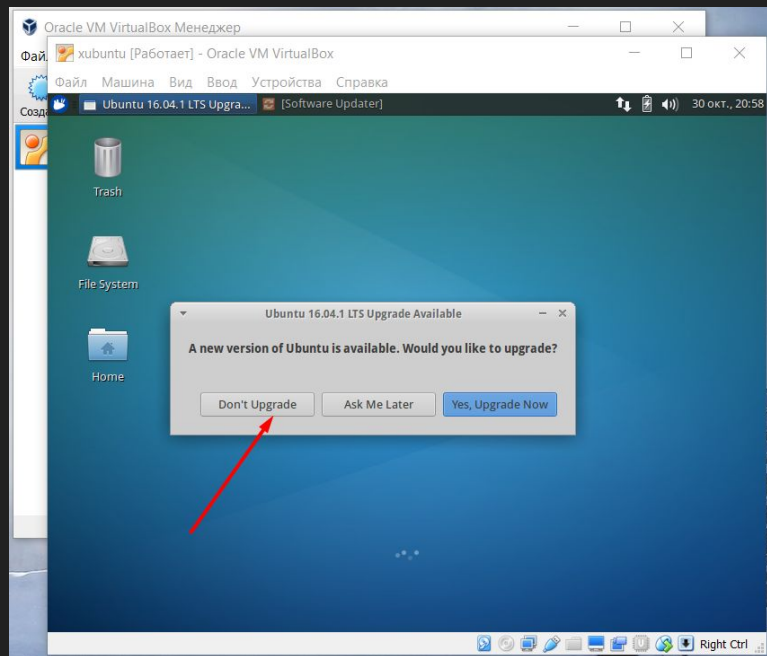 Oracle VM VirtualBox Менеджер
Фай
xubuntu [Работает] - Oracle VM VirtualBox
Файл Машина Вид Ввод Устройства Справка
Созда
Ubuntu 16.04.1 LTS Upgra... [Software Updater] 30 окт., 20:58
Trash
File System
Home
Ubuntu 16.04.1 LTS Upgrade Available
A new version of Ubuntu is available. Would you like to upgrade?
Don't Upgrade Ask Me Later Yes, Upgrade Now
Right Ctrl